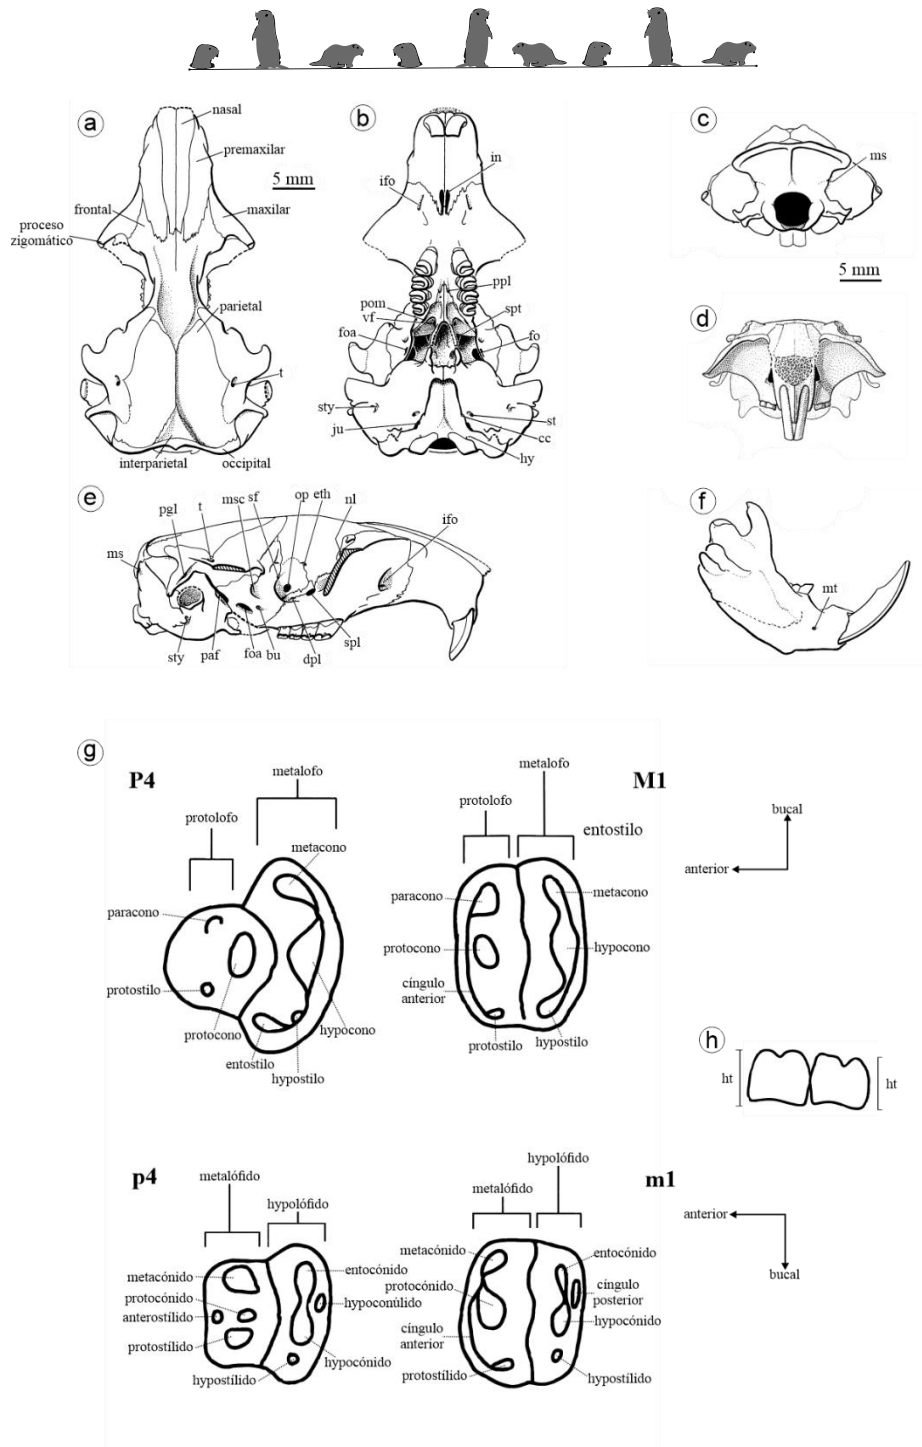 a
nasal
premaxilar
5 mm
frontal
maxilar
proceso
zigomático
parietal
t
interparietal
occipital
b
in
ifo
ppl
pom
vf
spt
foa
fo
sty
st
ju
cc
hy
c
ms
5 mm
d
e
pgl
t
msc
sf
op
eth
nl
ifo
ms
sty
paf
foa
bu
dpl
spl
f
mt
g
P4
metalofo
protolofo
metacono
paracono
protostilo
protocono
hypocono
entostilo
hypostilo
M1
metalofo
protolofo
entostilo
paracono
metacono
protocono
hypocono
cíngulo
anterior
protostilo
hypostilo
bucal
anterior
h
ht
ht
p4
metalófido
hypolófido
metacónido
entocónido
protocónido
anterostílido
hypoconúlido
protostílido
hypocónido
hypostílido
m1
hypolófido
metalófido
metacónido
entocónido
protocónido
cíngulo
posterior
hypocónido
cíngulo
anterior
protostílido
hypostílido
anterior
bucal